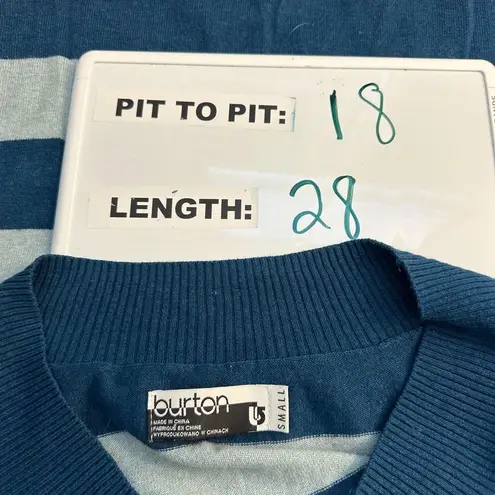 PIT TO PIT: 18
LENGTH: 28
burton
MADE IN CHINA
FABRIQUÉ EN CHINE
WYPRODUKOWANO W CHINACH
SMALL